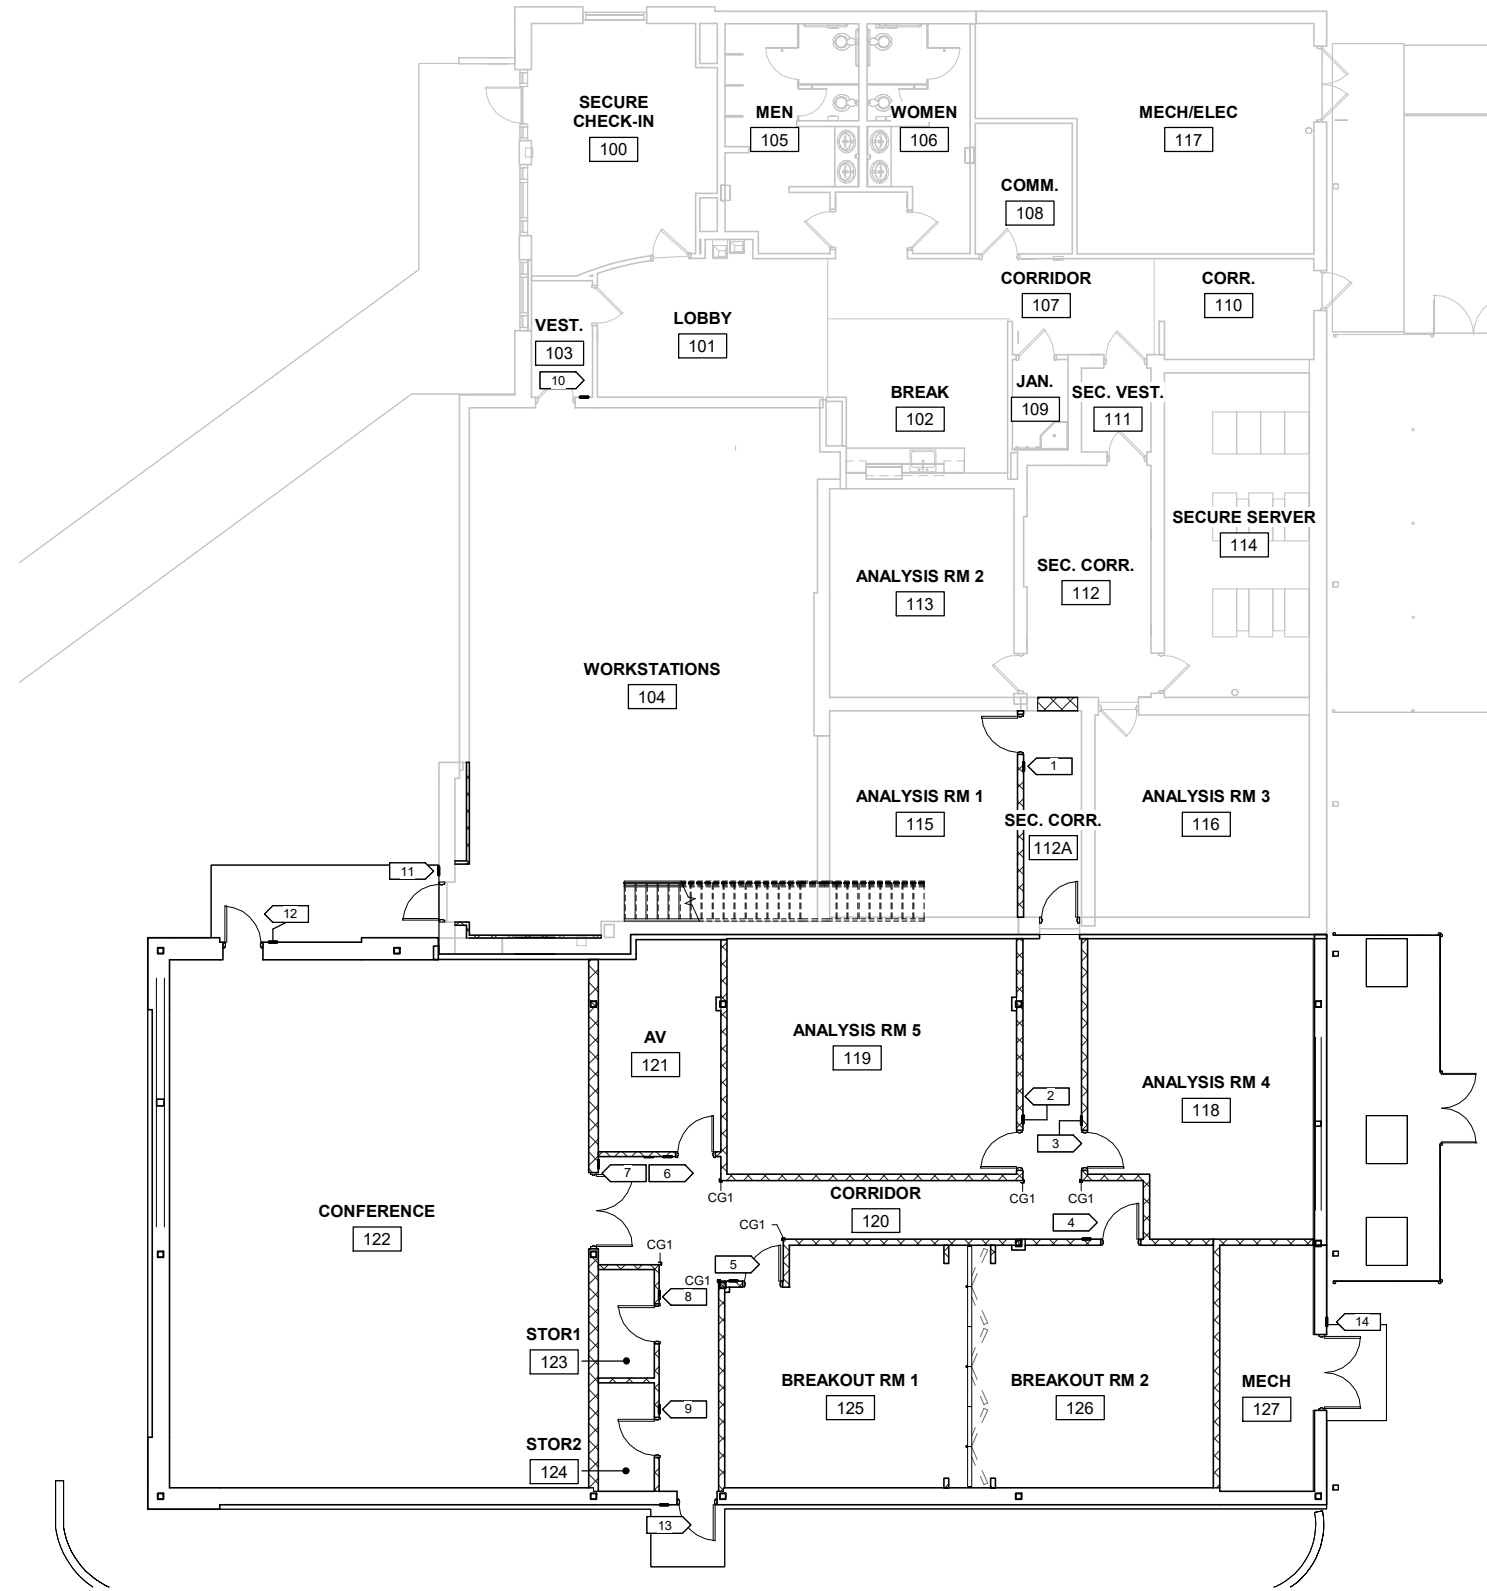 SECURE
CHECK-IN
100
MEN
105
WOMEN
106
MECH/ELEC
117
COMM.
108
CORRIDOR
107
CORR.
110
VEST.
103
10
LOBBY
101
BREAK
102
JAN.
109
SEC. VEST.
111
SECURE SERVER
114
ANALYSIS RM 2
113
SEC. CORR.
112
WORKSTATIONS
104
1
ANALYSIS RM 1
115
SEC. CORR.
112A
ANALYSIS RM 3
116
11
12
AV
121
ANALYSIS RM 5
119
2
3
ANALYSIS RM 4
118
7
6
CG1
CORRIDOR
120
CG1
CG1
4
CONFERENCE
122
CG1
CG1
5
CG1
8
14
STOR1
123
BREAKOUT RM 1
125
BREAKOUT RM 2
126
MECH
127
9
STOR2
124
13